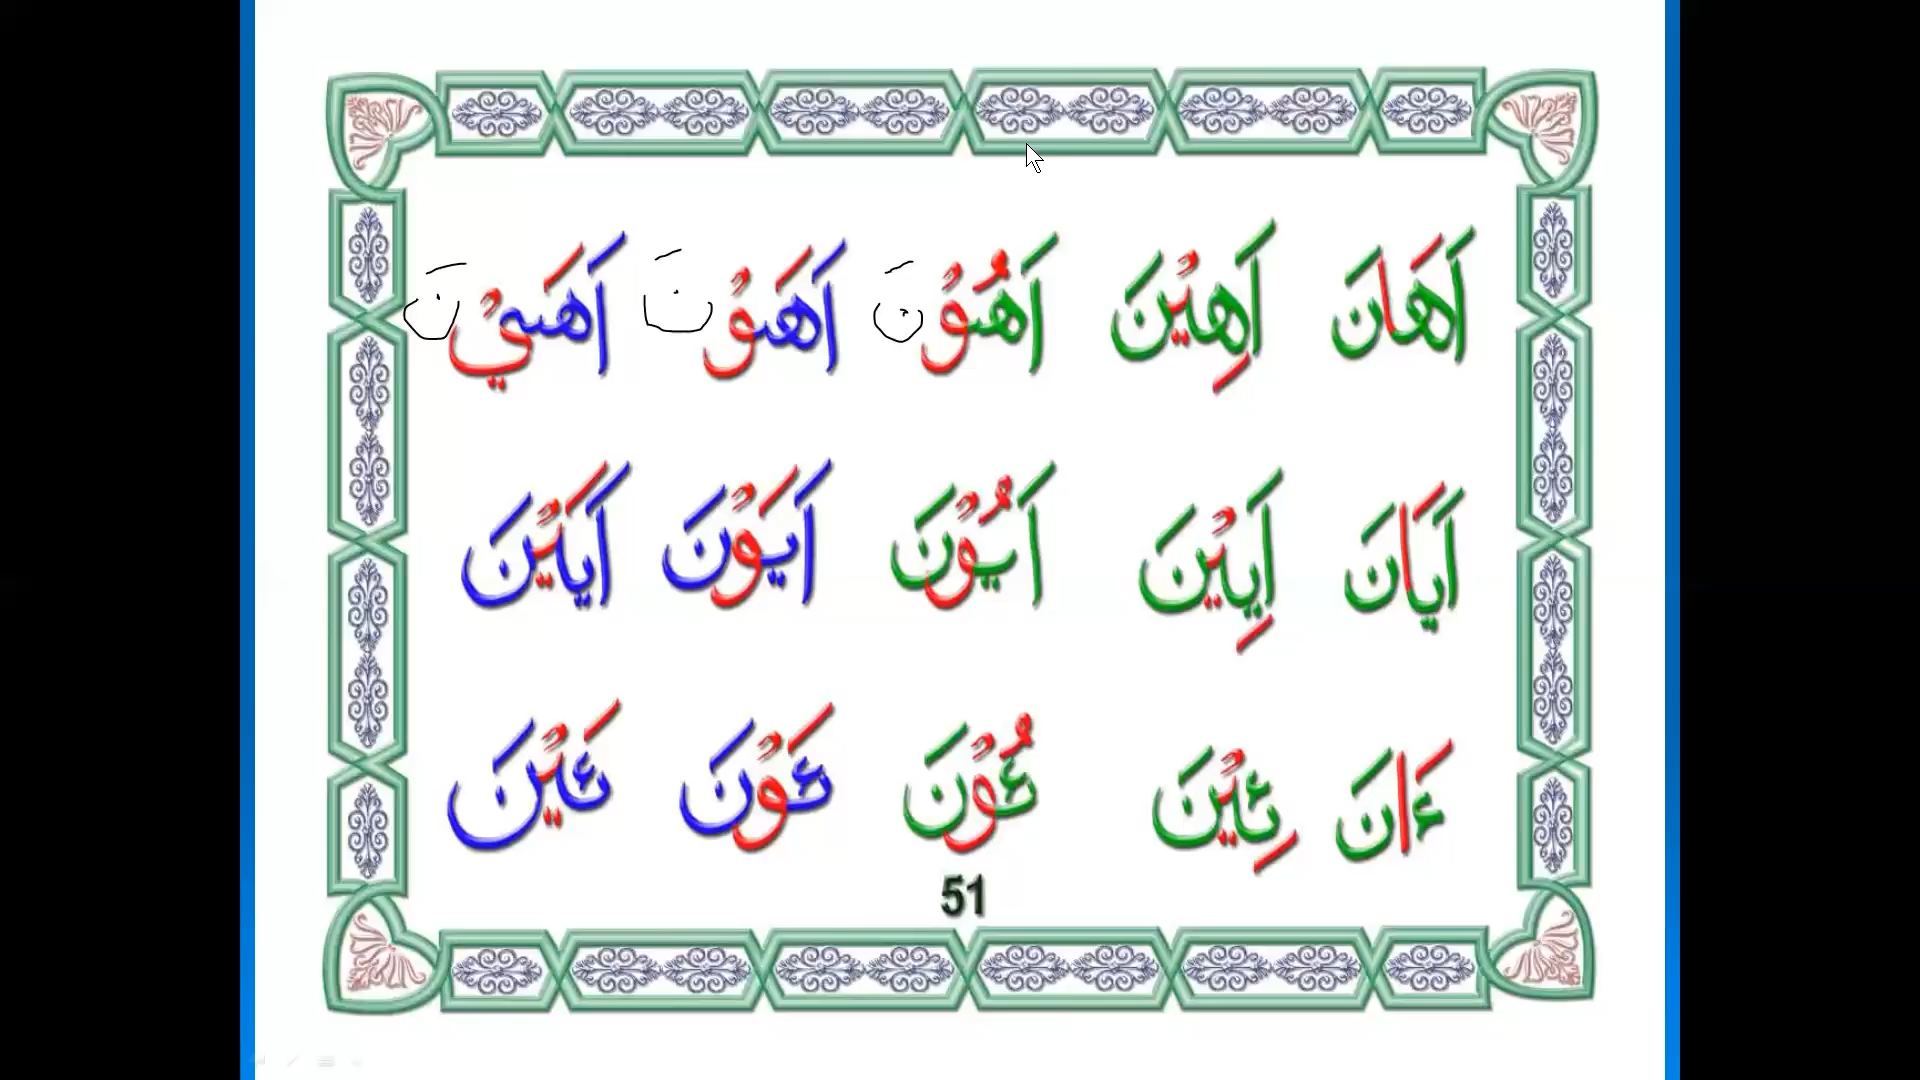 اَهَانَ اَهِيْنَ اَهُوْنَ اَهَوْنَ اَهَيْنَ
اَيَانَ اَيِيْنَ اَيُوْنَ اَيَوْنَ اَيَيْنَ
ءَانَ ئِيْنَ ئُوْنَ ئَوْنَ ئَيْنَ
51